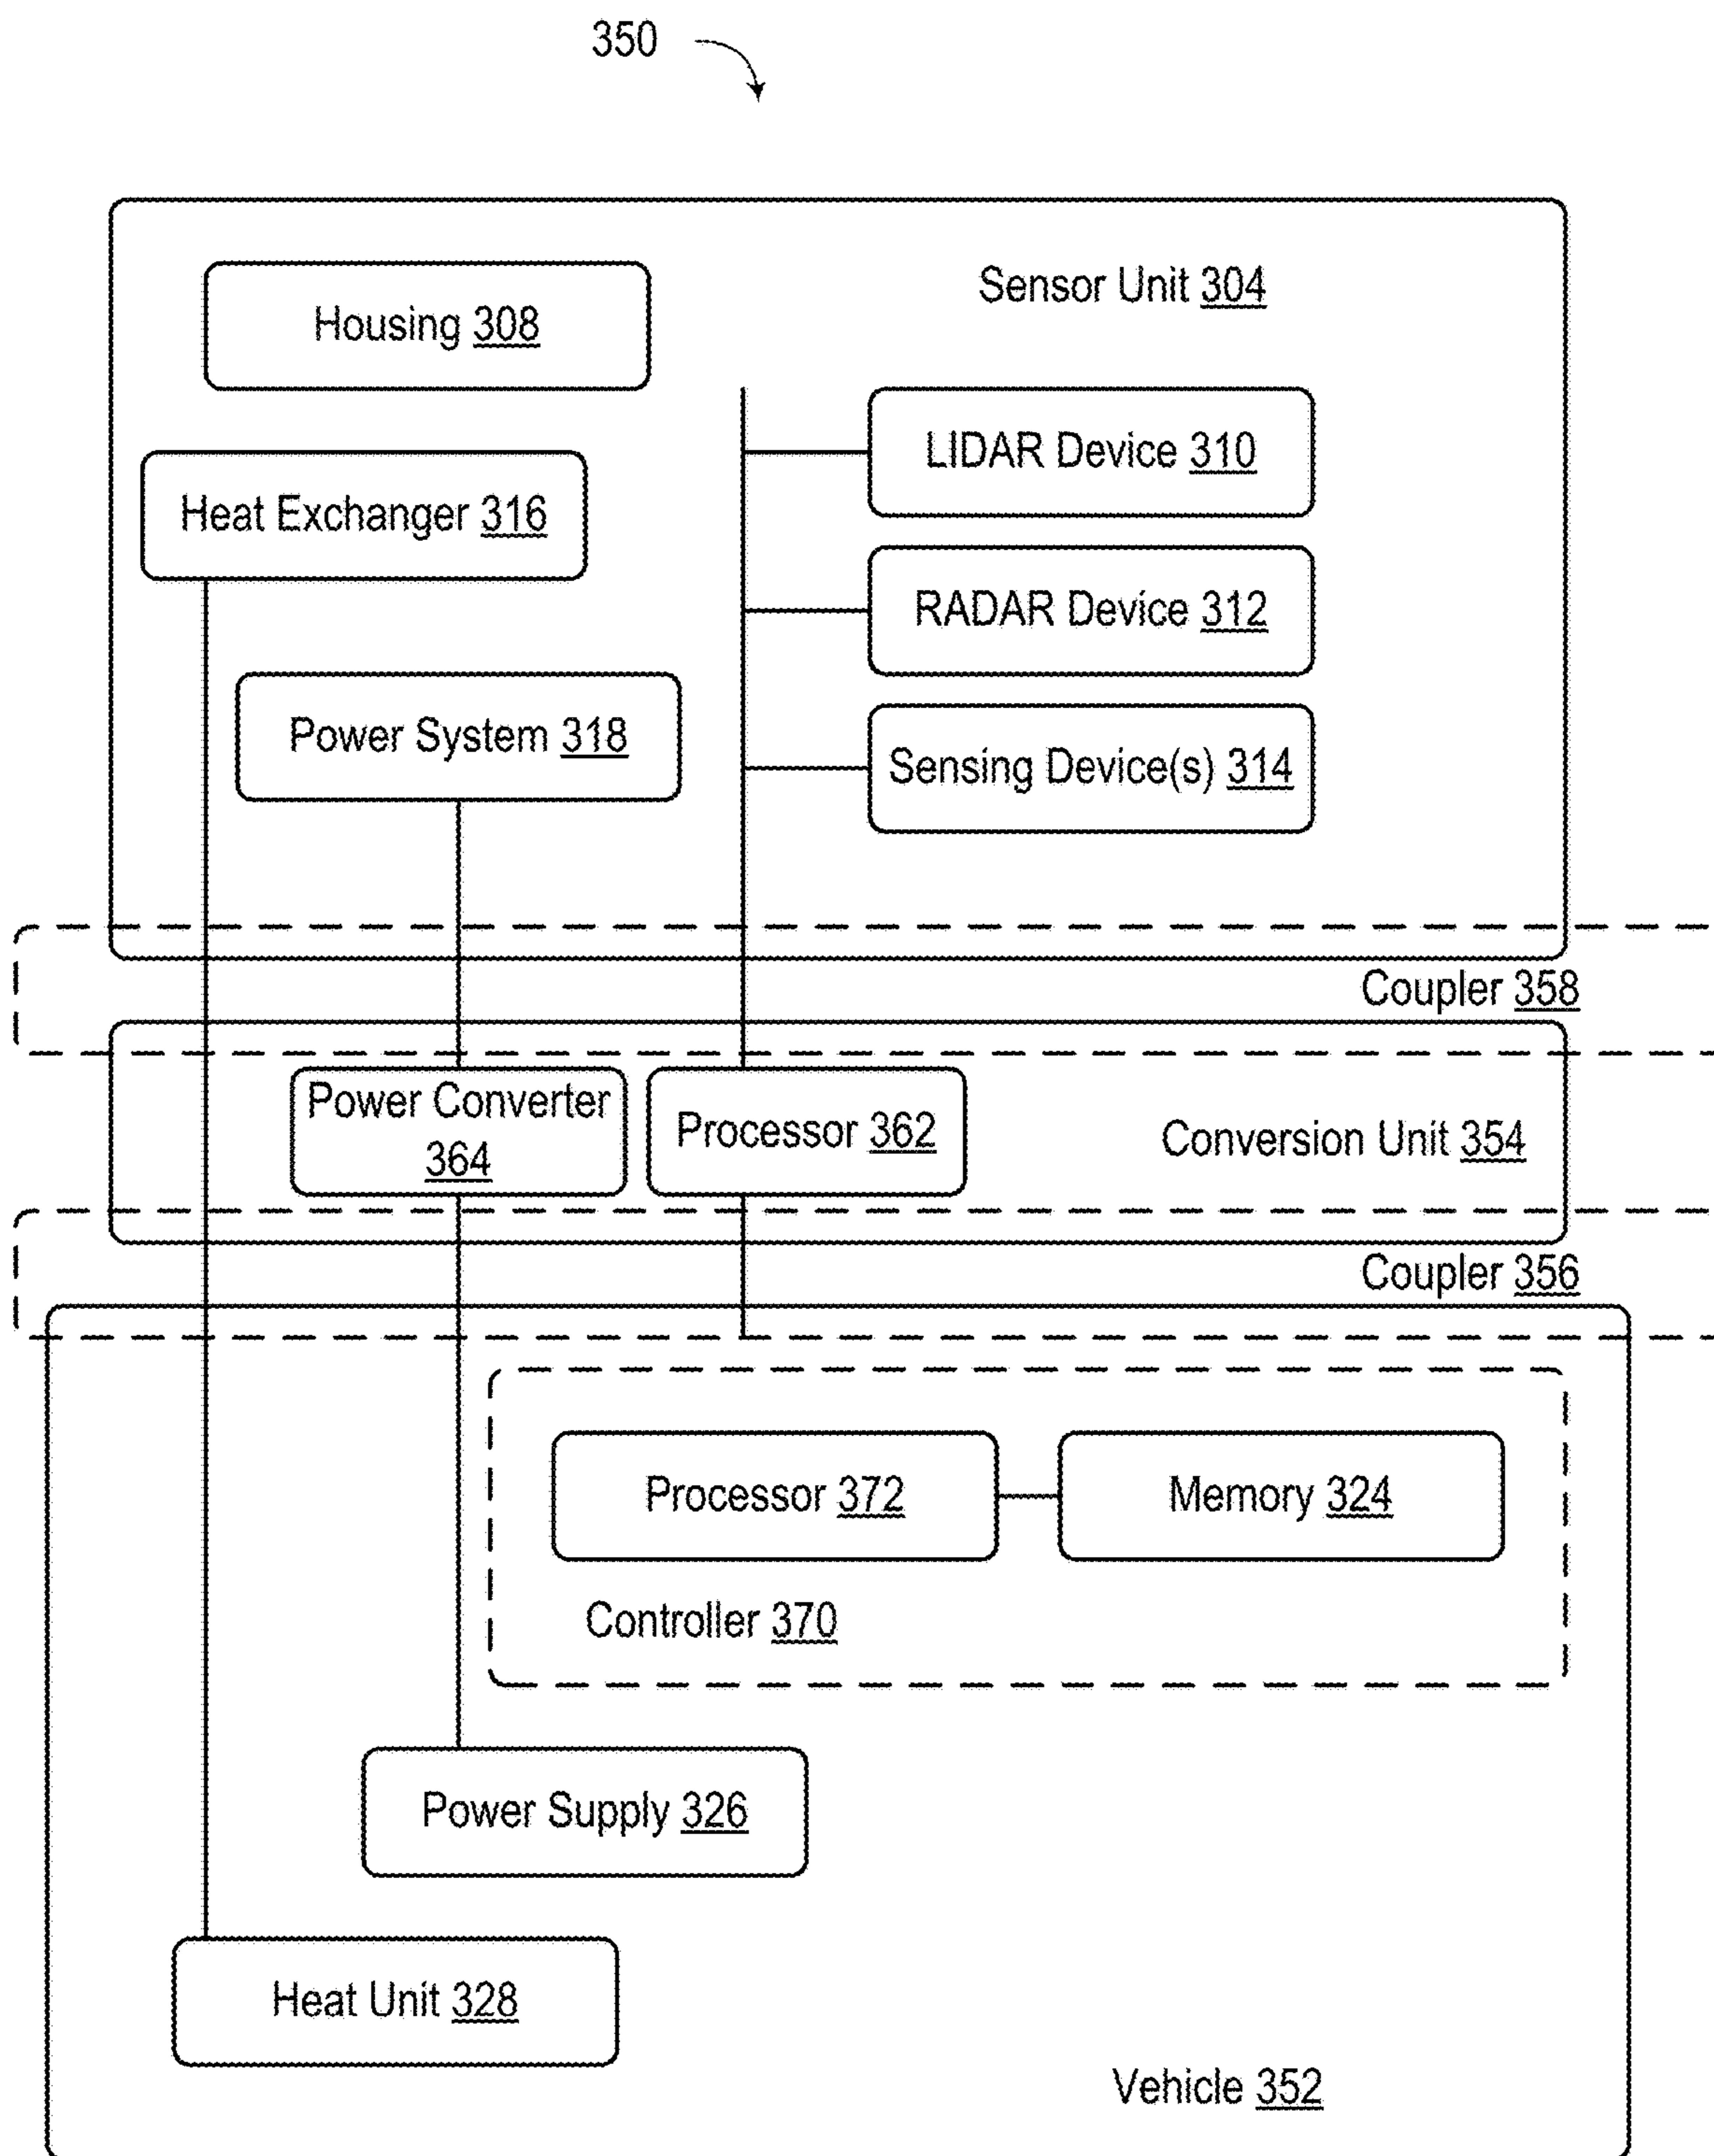 350
Sensor Unit 304
Housing 308
LIDAR Device 310
Heat Exchanger 316
RADAR Device 312
Power System 318
Sensing Device(s) 314
Coupler 358
Power Converter
364
Processor 362
Conversion Unit 354
Coupler 356
Processor 372
Memory 324
Controller 370
Power Supply 326
Heat Unit 328
Vehicle 352